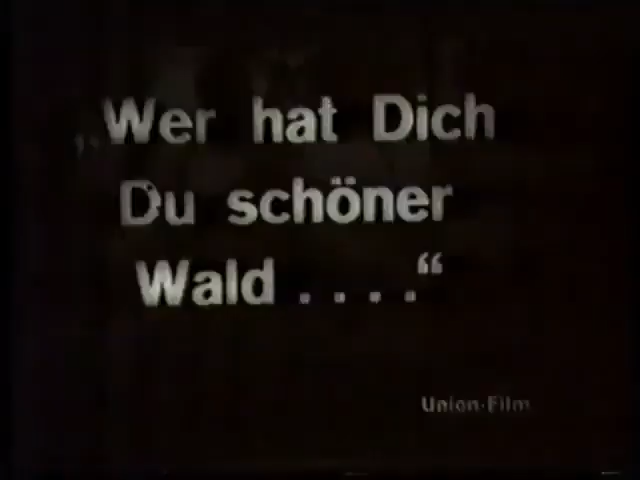 „Wer hat Dich
Du schöner
Wald ...."
Union-Film